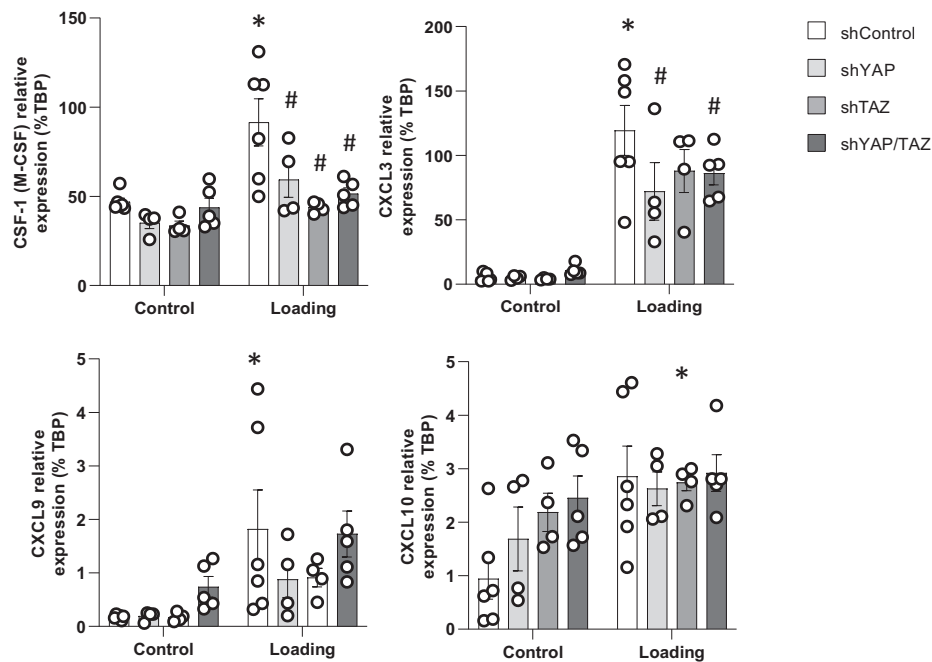 CSF-1 (M-CSF) relative
expression (%TBP)
150
100
50
0
*
#
#
#
Control
Loading
CXCL3 relative
expression (% TBP)
200
150
100
50
0
*
#
#
Control
Loading
shControl
shYAP
shTAZ
shYAP/TAZ
CXCL9 relative
expression (% TBP)
5
4
3
2
1
0
*
Control
Loading
CXCL10 relative
expression (% TBP)
5
4
3
2
1
0
*
Control
Loading